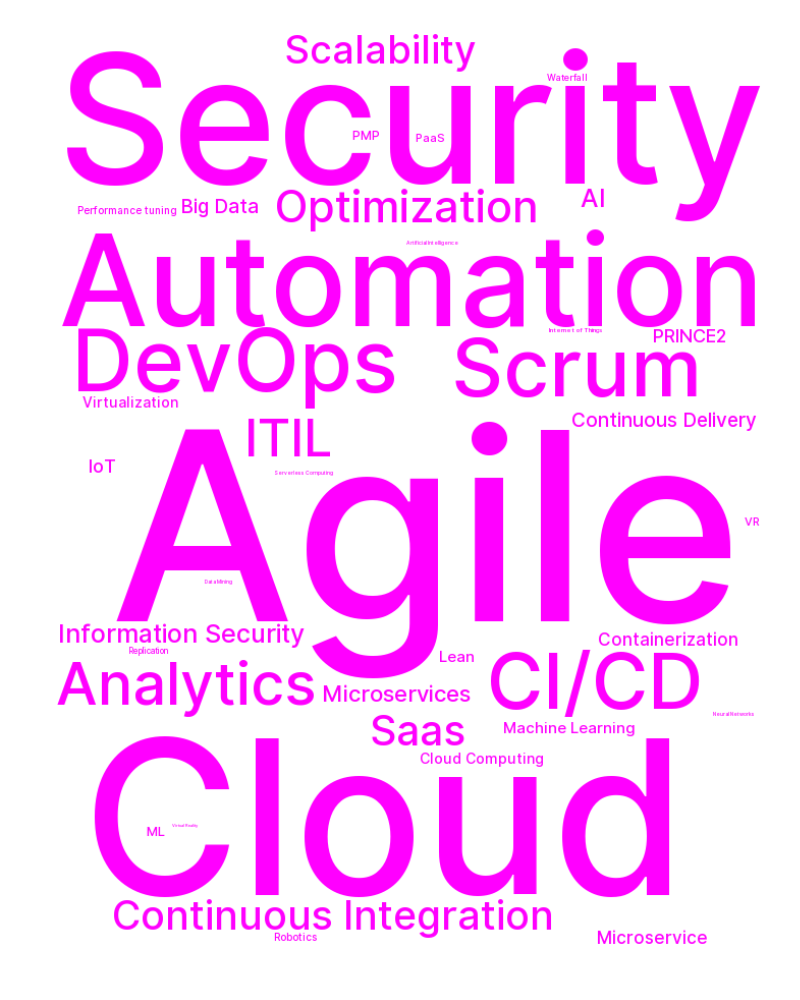 Scalability
Security
Waterfall
PMP
PaaS
Performance tuning
Big Data
Optimization
AI
Automation
Artificial Intelligence
Internet of Things
DevOps
Scrum
PRINCE2
Virtualization
ITIL
Continuous Delivery
IoT
Serverless Computing
Agile
VR
Data Mining
Information Security
Containerization
Replication
Lean
Analytics
Microservices
CI/CD
Neural Networks
Saas
Machine Learning
Cloud Computing
Cloud
ML
Virtual Reality
Continuous Integration
Robotics
Microservice